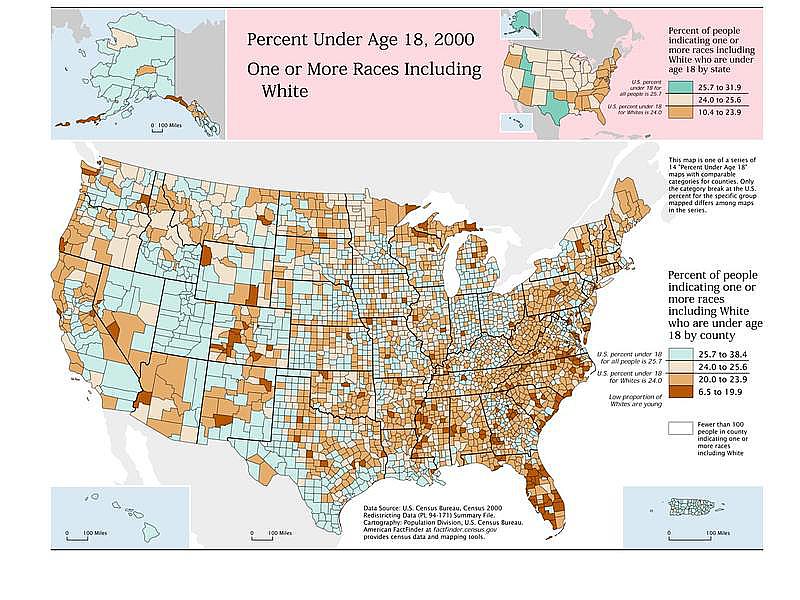 Percent Under Age 18, 2000
One or More Races Including
White
0 100 Miles
Percent of people
indicating one or
more races including
White who are under
age 18 by state
U.S. percent
under 18 for
all people is 25.7
U.S. percent under 18
for Whites is 24.0
25.7 to 31.9
24.0 to 25.6
10.4 to 23.9
This map is one of a series of
14 "Percent Under Age 18"
maps with comparable
categories for counties. Only
the category break at the U.S.
percent for the specific group
mapped differs among maps
in the series.
Percent of people
indicating one or
more races
including White
who are under age
18 by county
U.S. percent under 18
for all people is 25.7
U.S. percent under 18
for Whites is 24.0
Low proportion of
Whites are young
25.7 to 38.4
24.0 to 25.6
20.0 to 23.9
6.5 to 19.9
Fewer than 100
people in county
indicating one or
more races
including White
0 100 Miles
0 100 Miles
Data Source: U.S. Census Bureau, Census 2000
Redistricting Data (PL 94-171) Summary File.
Cartography: Population Division, U.S. Census Bureau.
American FactFinder at factfinder.census.gov
provides census data and mapping tools.
0 100 Miles